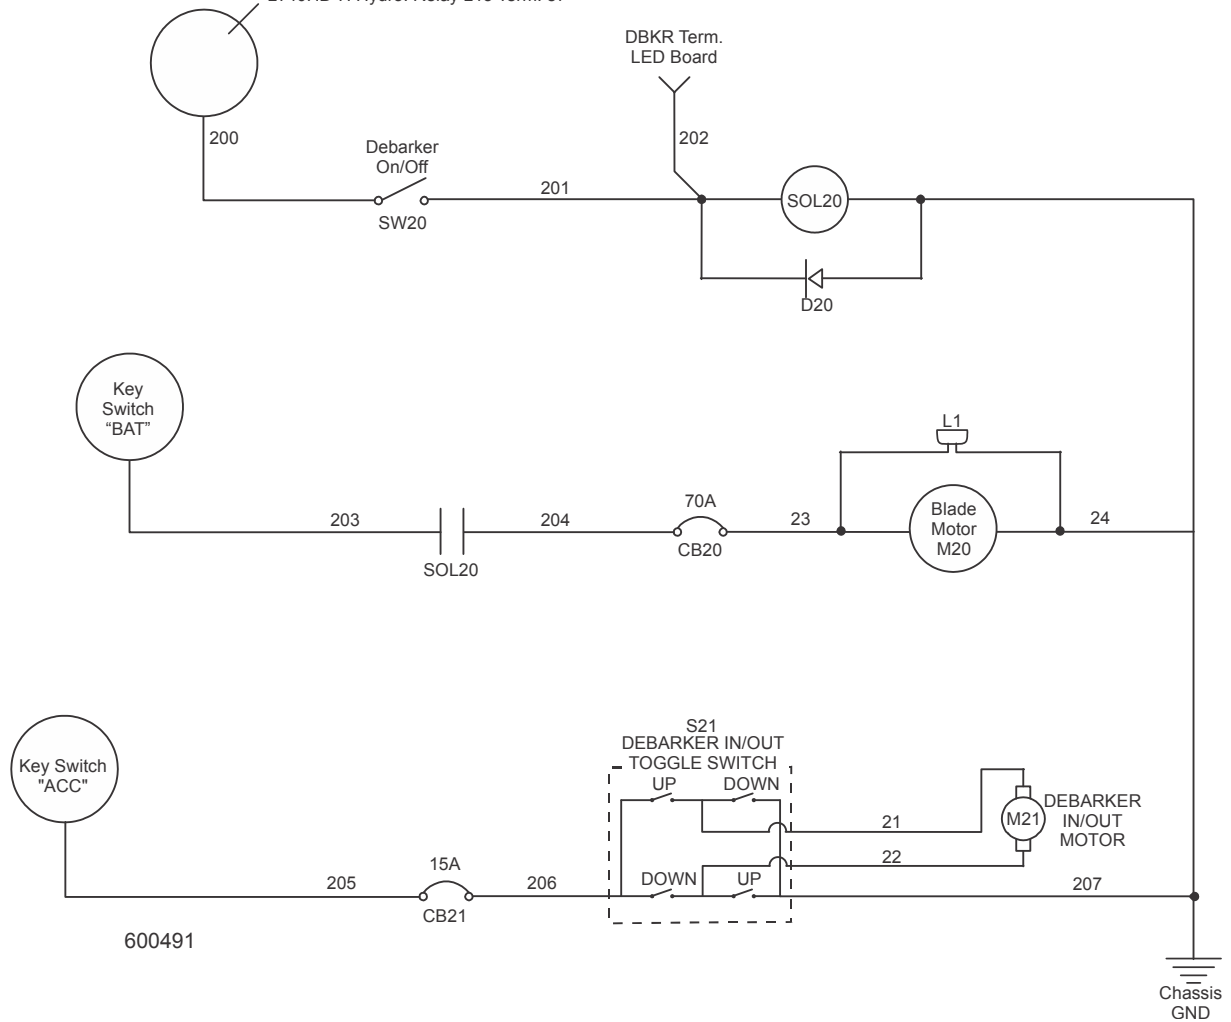 DBKR Term.
LED Board
200
202
Debarker
On/Off
201
SW20
SOL20
D20
Key
Switch
“BAT”
L1
70A
203
204
23
Blade
Motor
M20
24
CB20
SOL20
S21
DEBARKER IN/OUT
TOGGLE SWITCH
Key Switch
"ACC"
UP
DOWN
21
M21
DEBARKER
IN/OUT
MOTOR
22
15A
205
206
DOWN
UP
207
CB21
600491
Chassis
GND